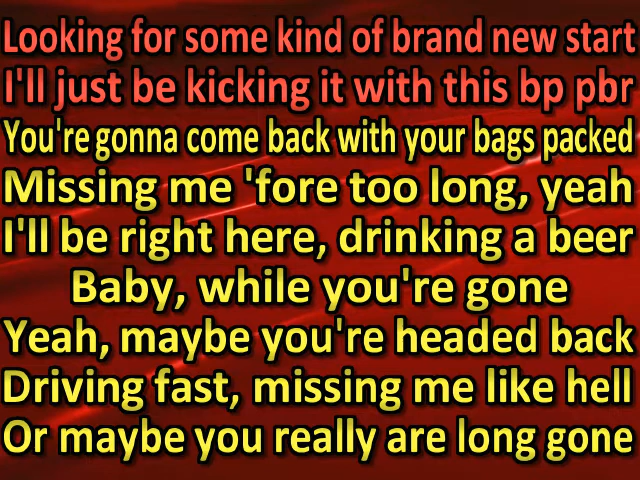 Looking for some kind of brand new start
I'll just be kicking it with this bp pbr
You're gonna come back with your bags packed
Missing me 'fore too long, yeah
I'll be right here, drinking a beer
Baby, while you're gone
Yeah, maybe you're headed back
Driving fast, missing me like hell
Or maybe you really are long gone